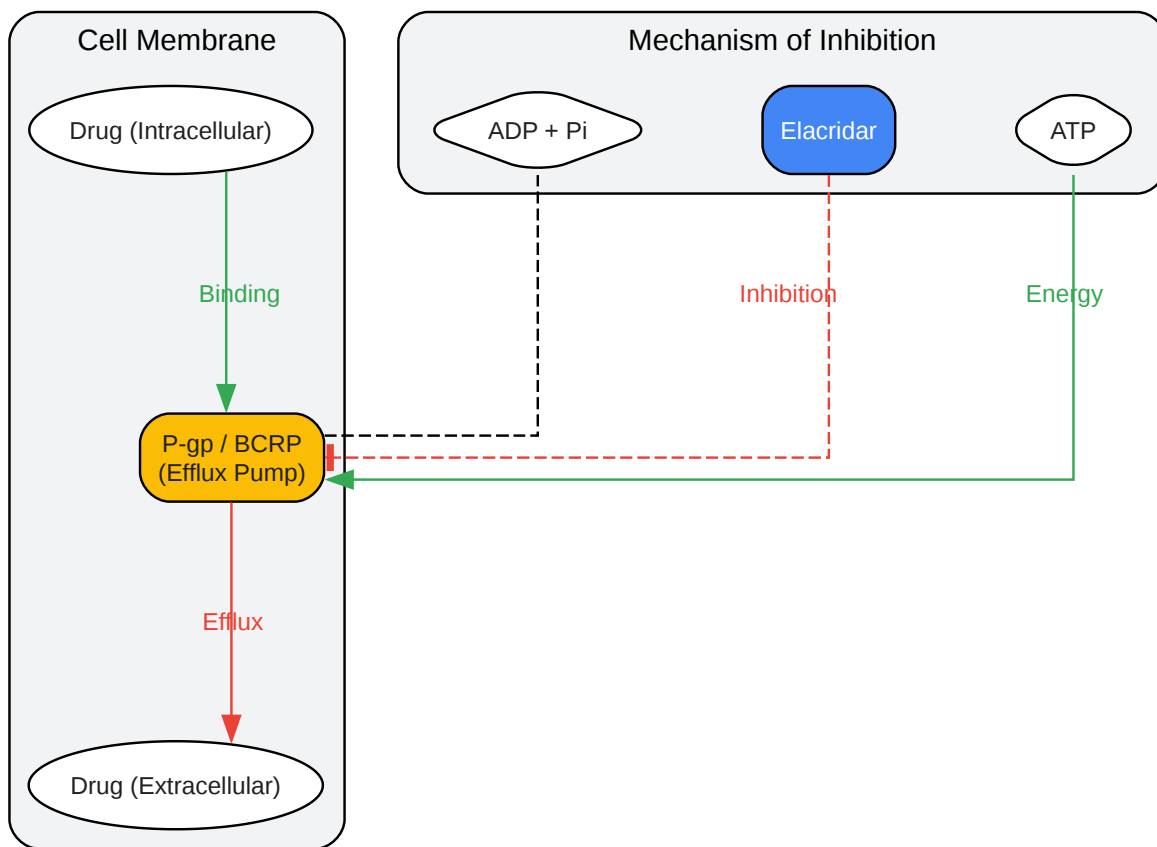 Cell Membrane
Mechanism of Inhibition
Drug (Intracellular)
ADP + Pi
Elacridar
ATP
Binding
Inhibition
Energy
P-gp / BCRP
(Efflux Pump)
Efflux
Drug (Extracellular)